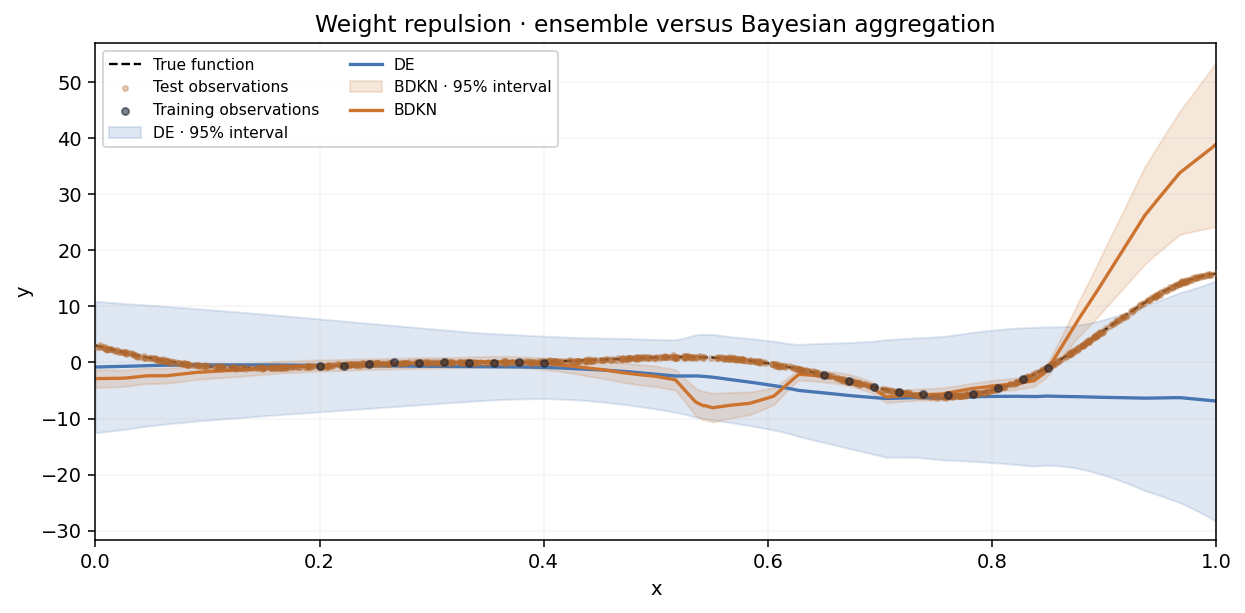 Weight repulsion · ensemble versus Bayesian aggregation
True function
Test observations
Training observations
DE · 95% interval
DE
BDKN · 95% interval
BDKN
y
50
40
30
20
10
0
−10
−20
−30
0.0 0.2 0.4 0.6 0.8 1.0
x